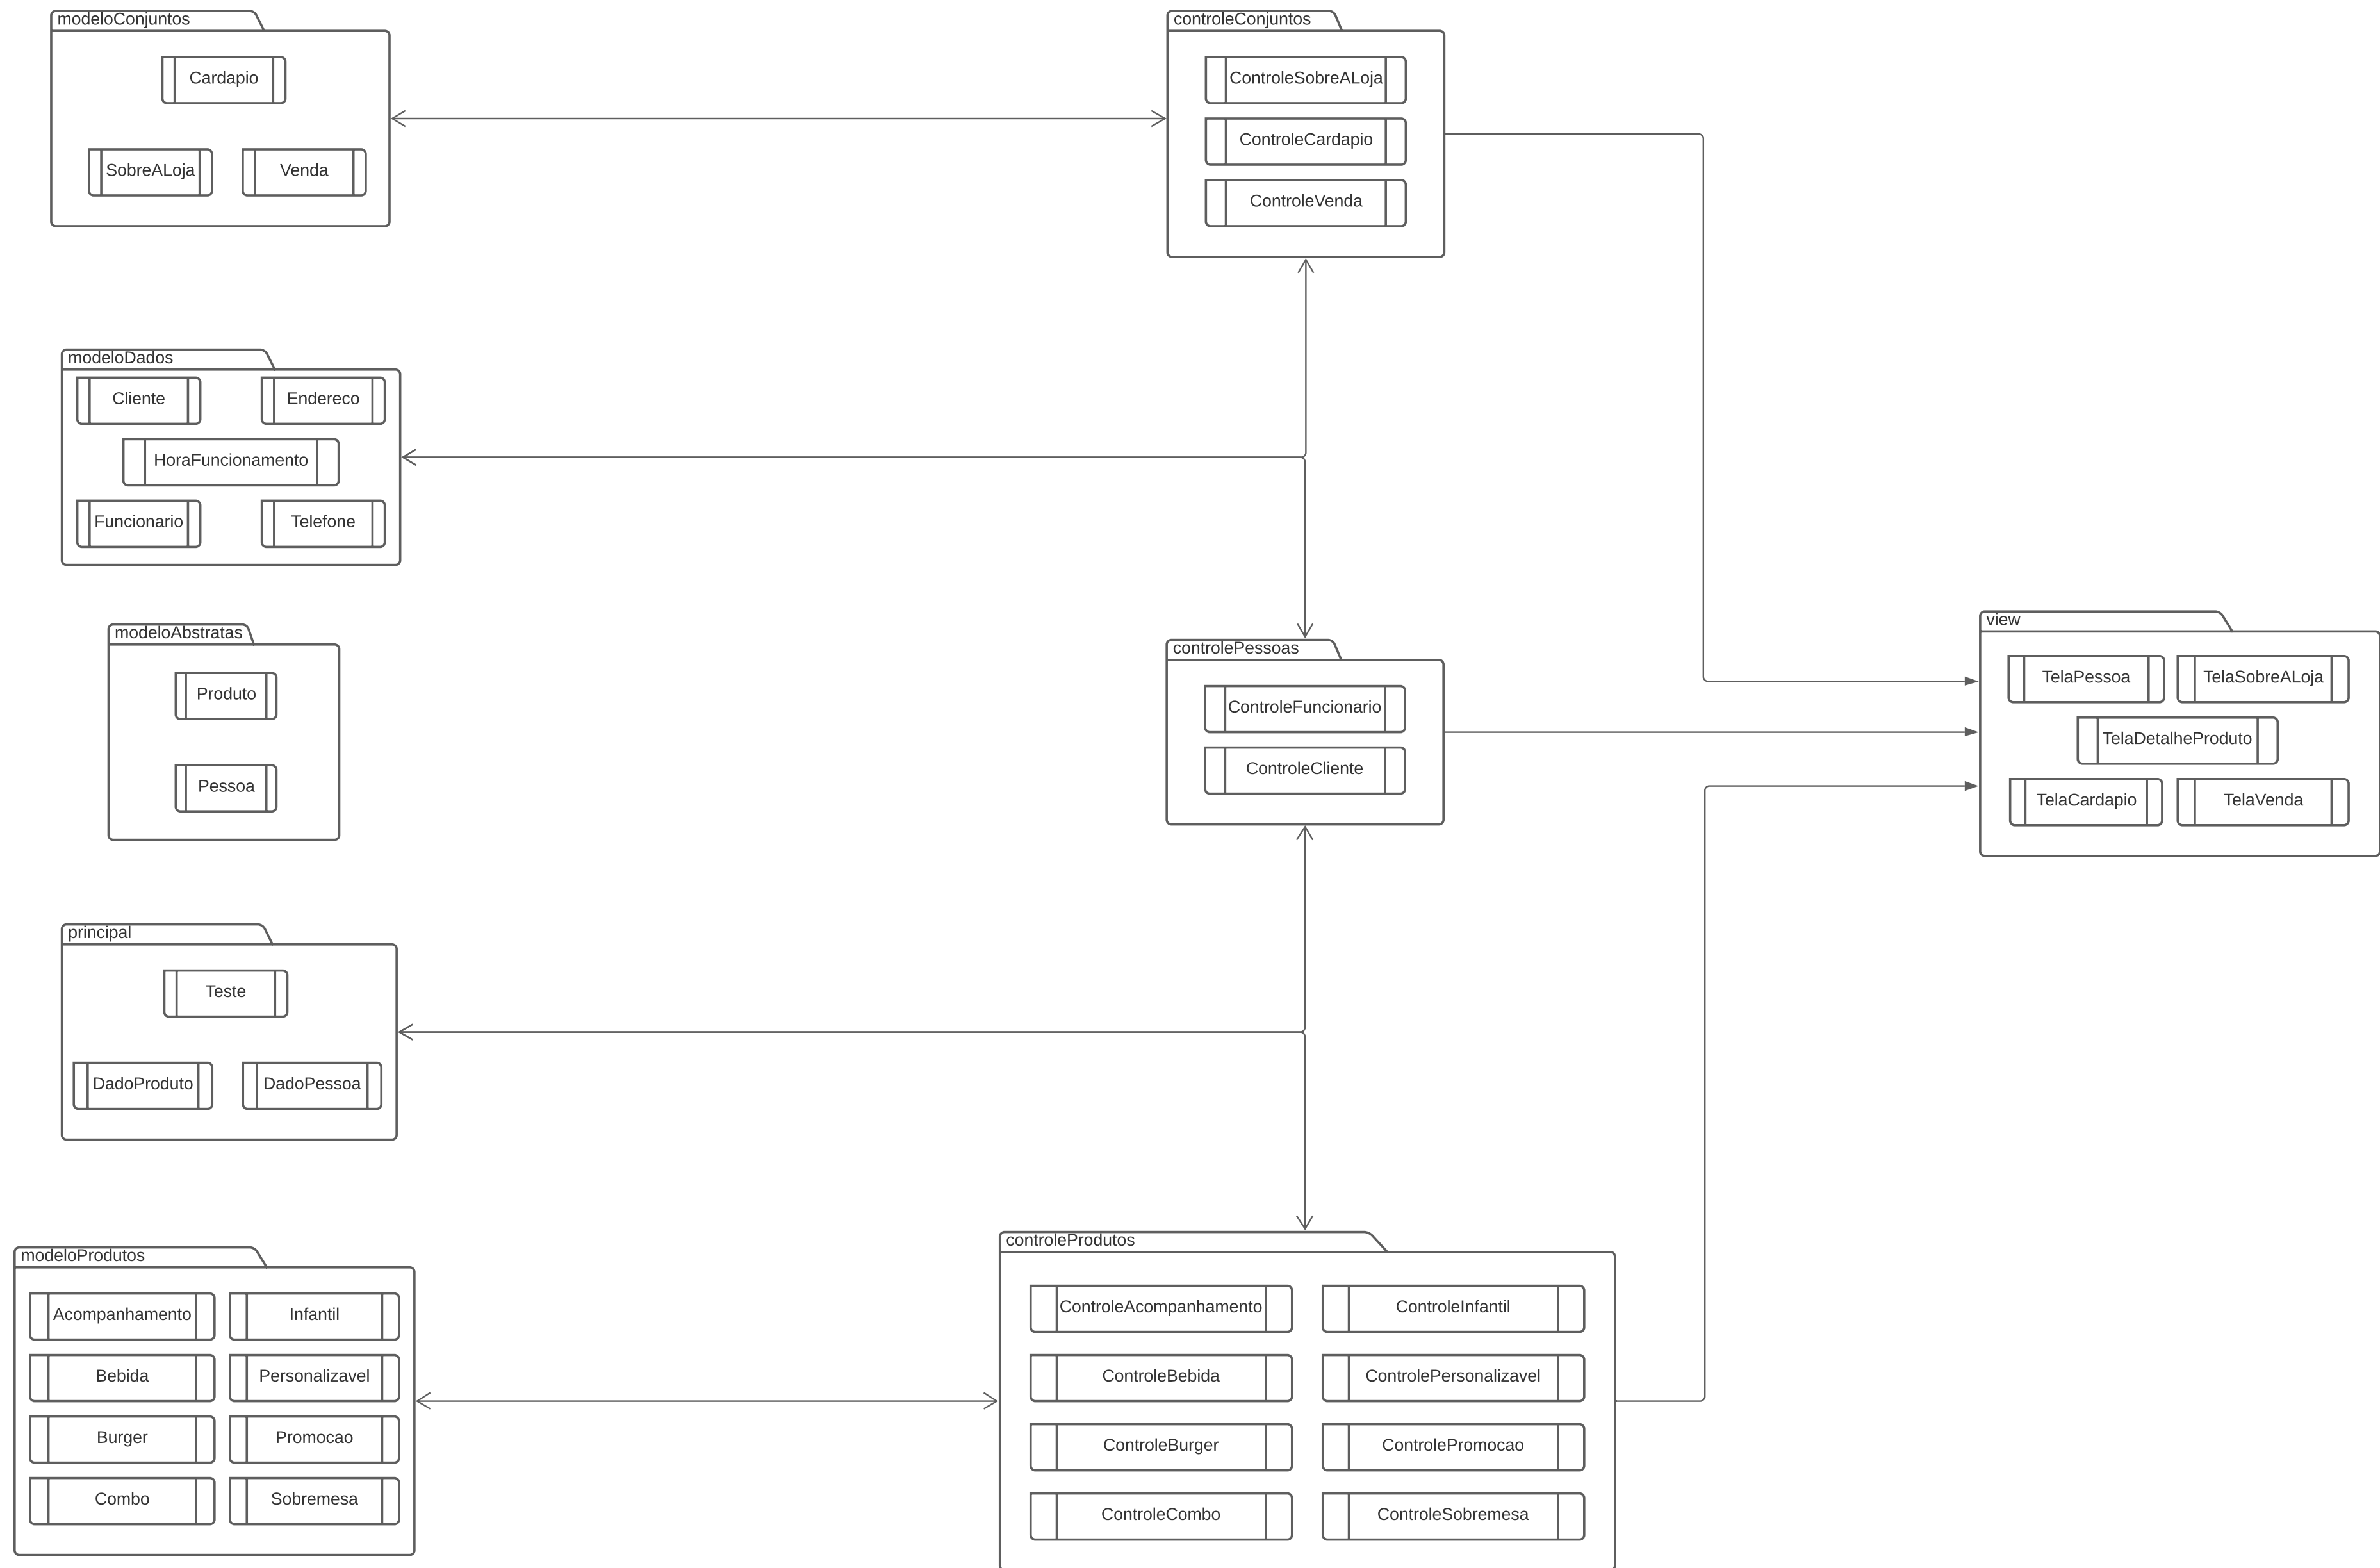 modeloConjuntos
Cardapio
SobreALoja
Venda
controleConjuntos
ControleSobreALoja
ControleCardapio
ControleVenda
modeloDados
Cliente
Endereco
HoraFuncionamento
Funcionario
Telefone
modeloAbstratas
Produto
Pessoa
controlePessoas
ControleFuncionario
ControleCliente
view
TelaPessoa
TelaSobreALoja
TelaDetalheProduto
TelaCardapio
TelaVenda
principal
Teste
DadoProduto
DadoPessoa
modeloProdutos
Acompanhamento
Infantil
Bebida
Personalizavel
Burger
Promocao
Combo
Sobremesa
controleProdutos
ControleAcompanhamento
ControleInfantil
ControleBebida
ControlePersonalizavel
ControleBurger
ControlePromocao
ControleCombo
ControleSobremesa